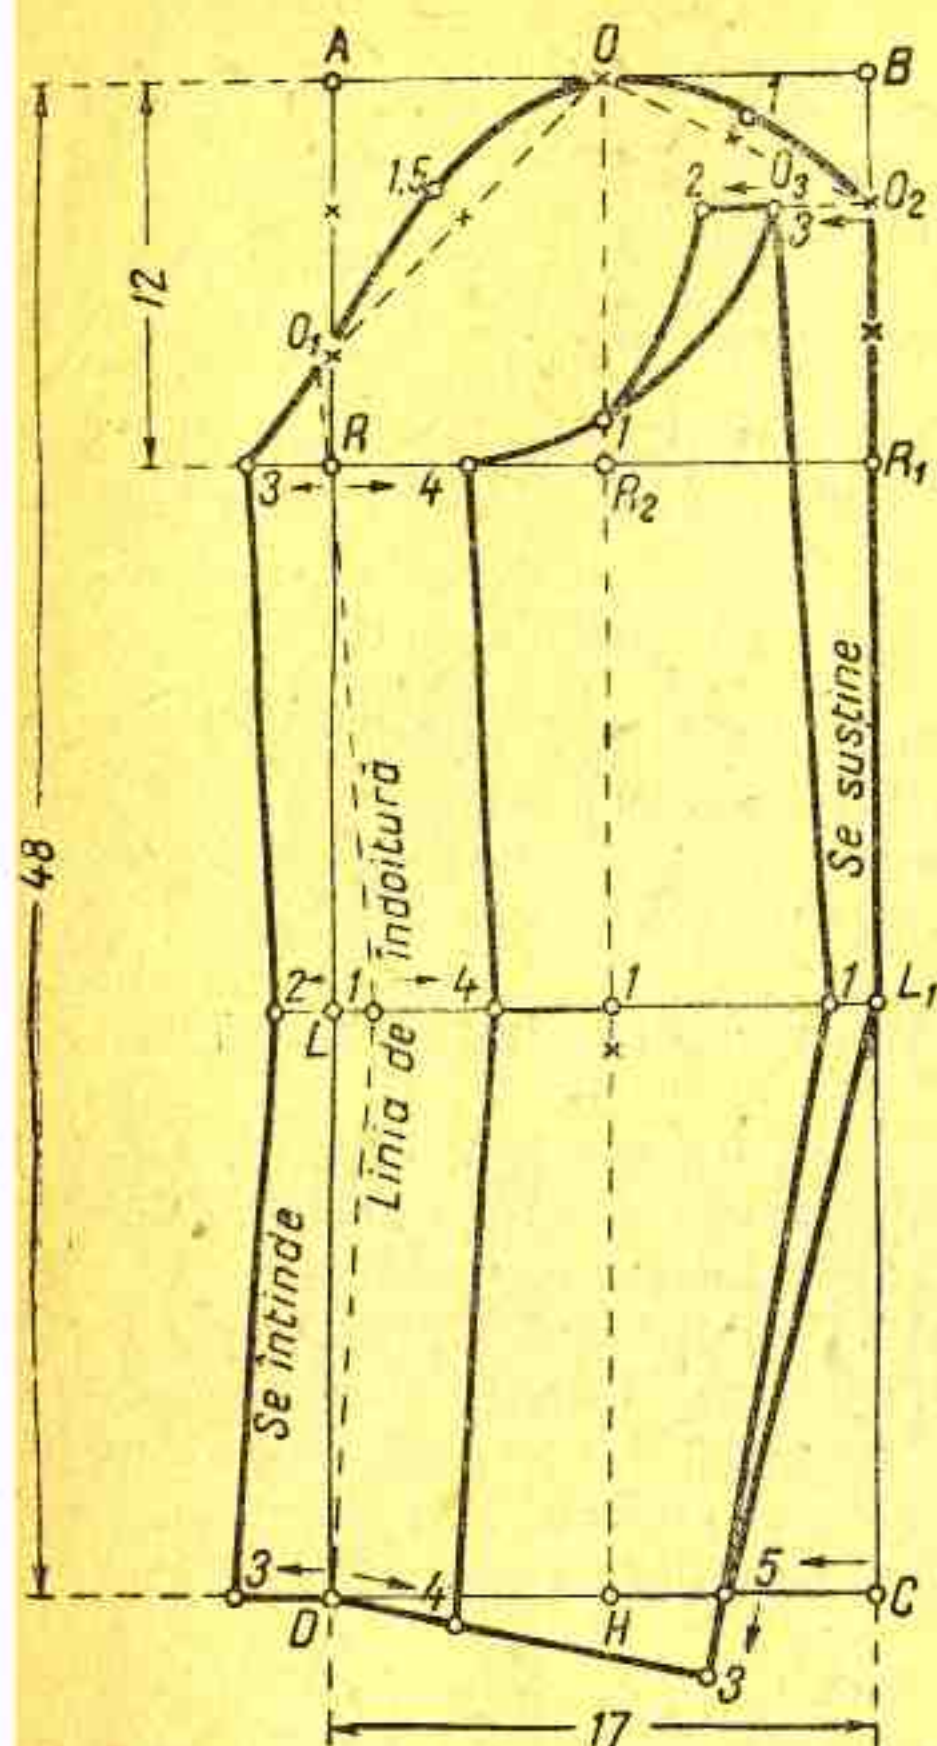 A O B
1,5
2 O3 O2
3
12
O1
1
R
3 4 R2 R1
Se sustine
Linia de îndoitură
48
2 1 4 1 1 L1
L
Se întinde
3 4 5
D H C
3
17